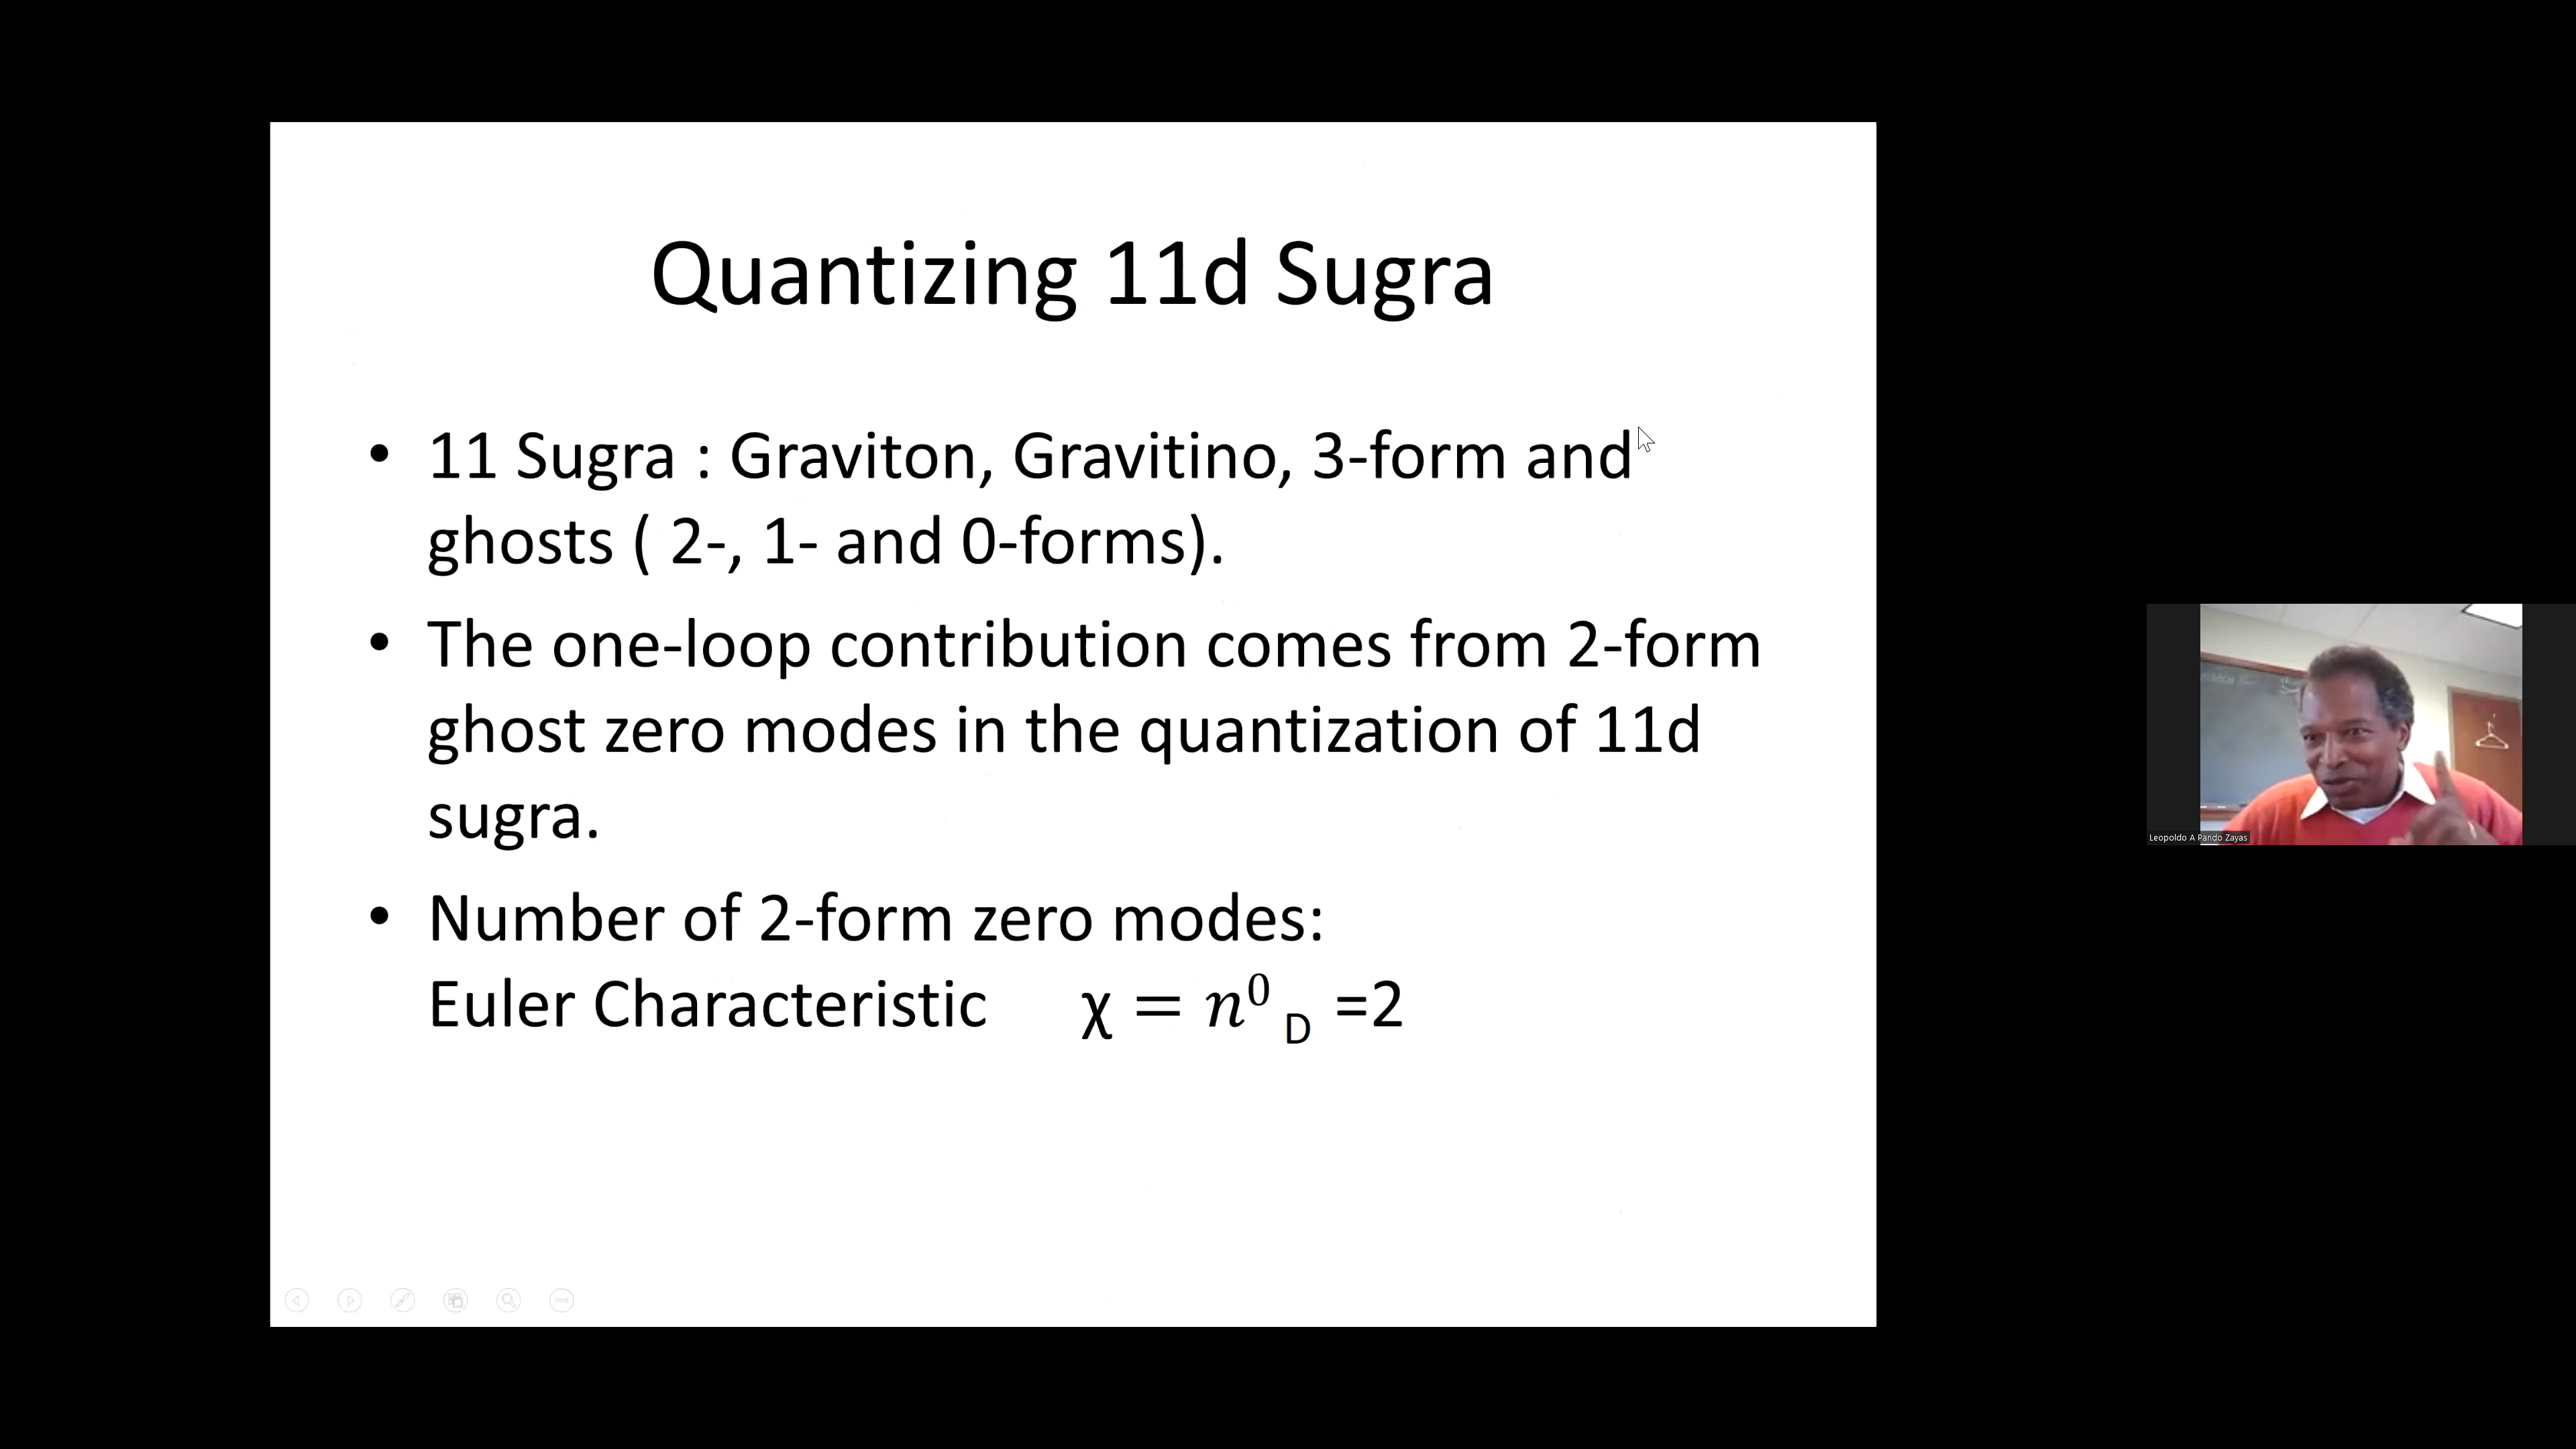 Quantizing 11d Sugra
• 11 Sugra : Graviton, Gravitino, 3-form and
ghosts ( 2-, 1- and 0-forms).
• The one-loop contribution comes from 2-form
ghost zero modes in the quantization of 11d
sugra.
• Number of 2-form zero modes:
Euler Characteristic χ = n⁰ D =2
Leopoldo A Pando Zayas